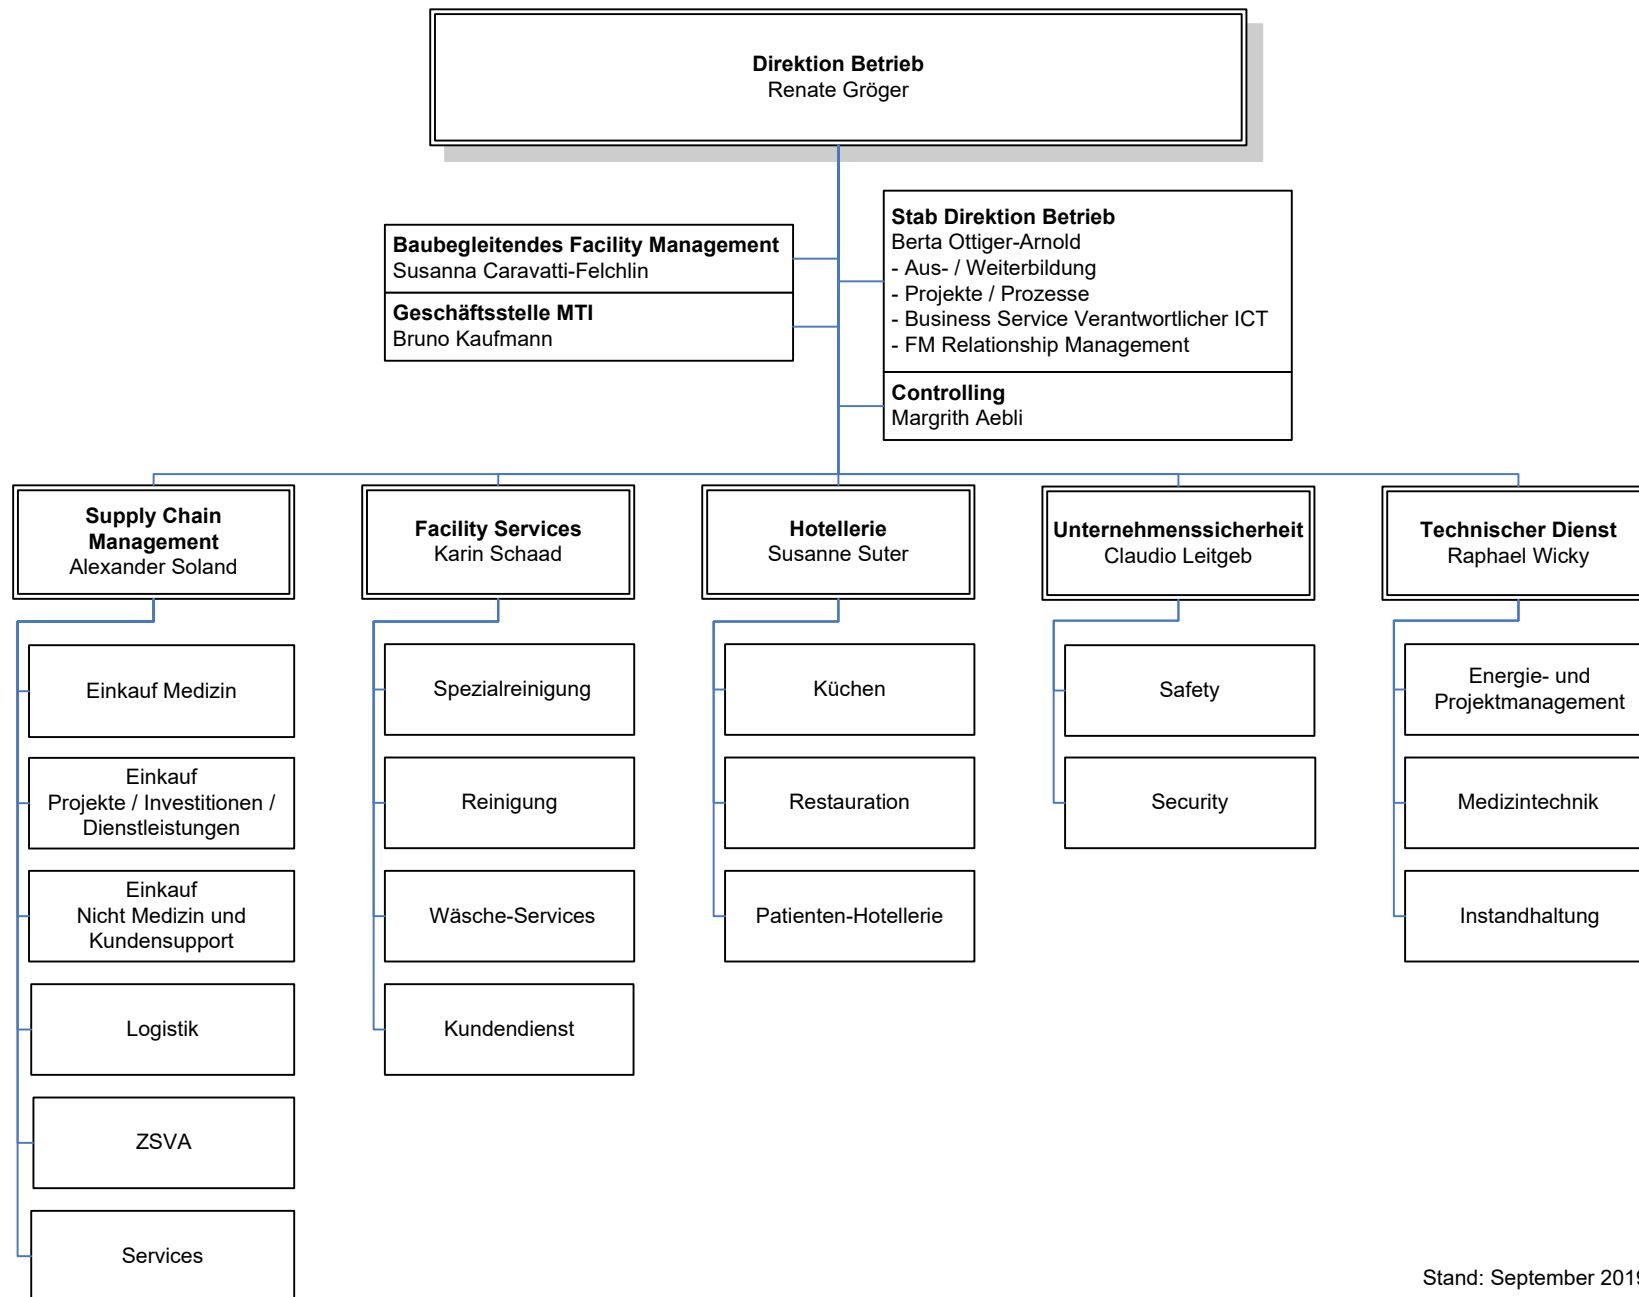 Direktion Betrieb
Renate Gröger
Baubegleitendes Facility Management
Susanna Caravatti-Felchlin
Geschäftsstelle MTI
Bruno Kaufmann
Stab Direktion Betrieb
Berta Ottiger-Arnold
- Aus- / Weiterbildung
- Projekte / Prozesse
- Business Service Verantwortlicher ICT
- FM Relationship Management
Controlling
Margrith Aebli
Supply Chain
Management
Alexander Soland
Einkauf Medizin
Einkauf
Projekte / Investitionen /
Dienstleistungen
Einkauf
Nicht Medizin und
Kundensupport
Logistik
ZSVA
Services
Facility Services
Karin Schaad
Spezialreinigung
Reinigung
Wäsche-Services
Kundendienst
Hotellerie
Susanne Suter
Küchen
Restauration
Patienten-Hotellerie
Unternehmenssicherheit
Claudio Leitgeb
Safety
Security
Technischer Dienst
Raphael Wicky
Energie- und
Projektmanagement
Medizintechnik
Instandhaltung
Stand: September 2019